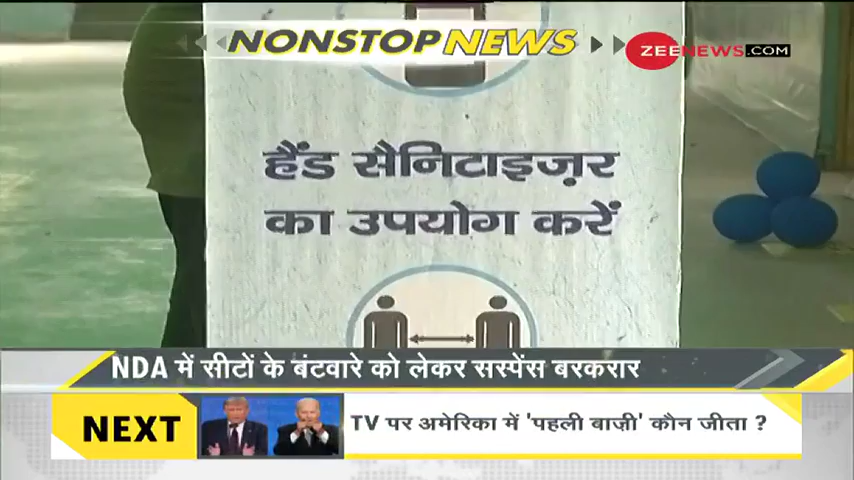 NONSTOP NEWS
ZEENEWS.COM
हैंड सैनिटाइज़र
का उपयोग करें
NDA में सीटों के बंटवारे को लेकर सस्पेंस बरकरार
NEXT
TV पर अमेरिका में 'पहली बाज़ी' कौन जीता ?